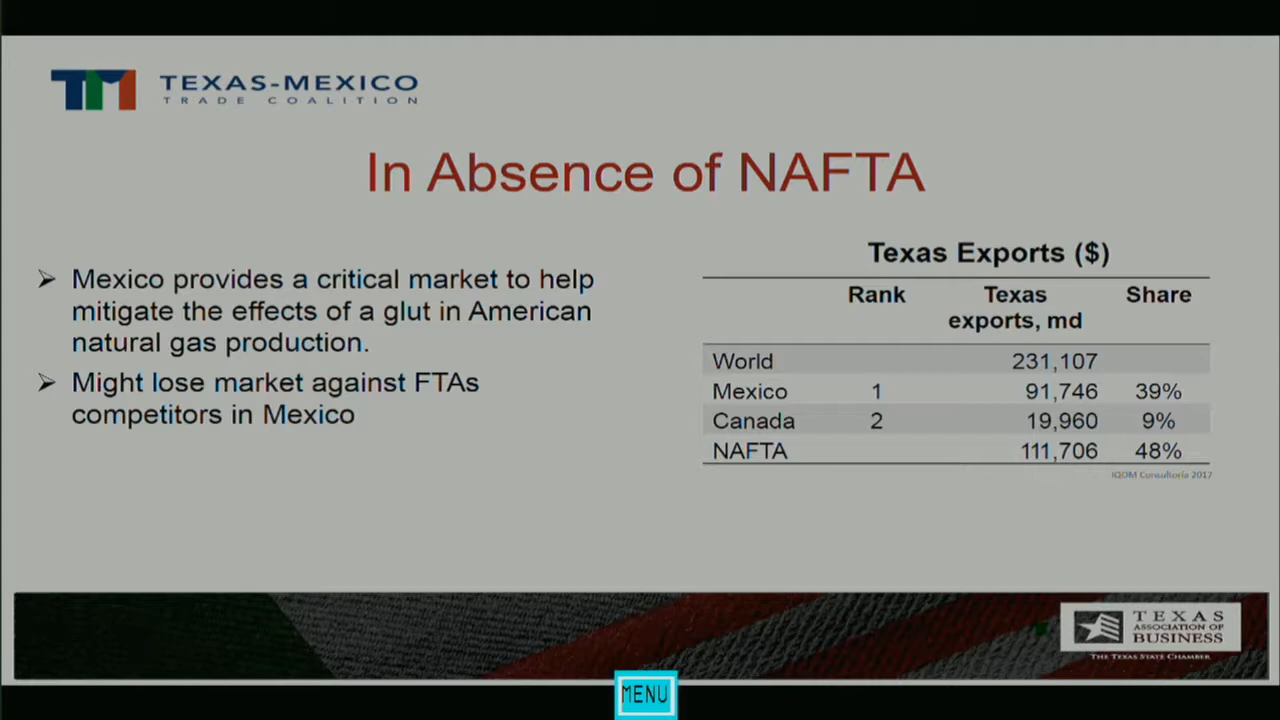 TEXAS-MEXICO
TRADE COALITION
In Absence of NAFTA
Mexico provides a critical market to help
mitigate the effects of a glut in American
natural gas production.
Might lose market against FTAs
competitors in Mexico
Texas Exports ($)
Rank Texas exports, md Share
World 231,107
Mexico 1 91,746 39%
Canada 2 19,960 9%
NAFTA 111,706 48%
IQOM Consultoría 2017
TEXAS
ASSOCIATION OF
BUSINESS
THE TEXAS STATE CHAMBER
MENU